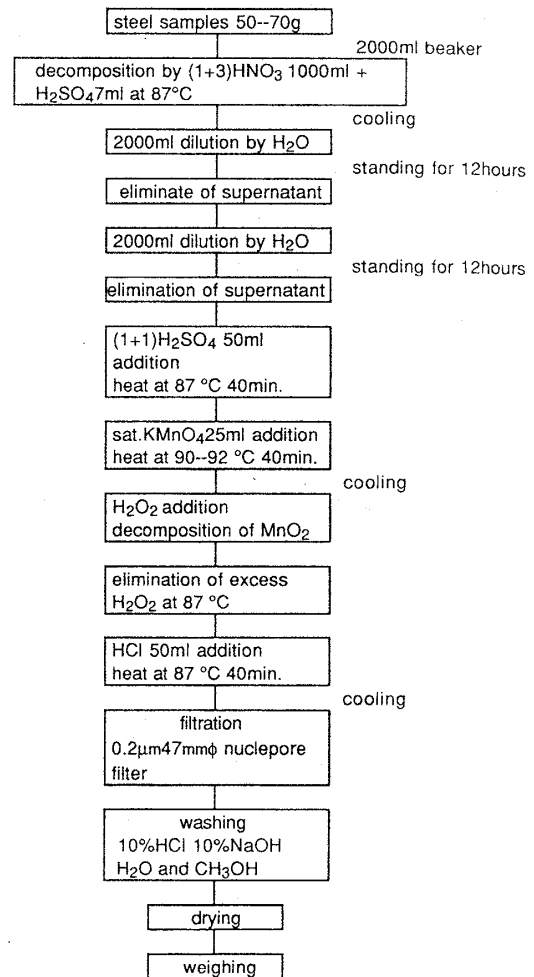 steel samples 50--70g
2000ml beaker
decomposition by (1+3)HNO₃ 1000ml +
H₂SO₄7ml at 87°C
cooling
2000ml dilution by H₂O
standing for 12hours
eliminate of supernatant
2000ml dilution by H₂O
standing for 12hours
elimination of supernatant
(1+1)H₂SO₄ 50ml
addition
heat at 87 °C 40min.
sat.KMnO₄25ml addition
heat at 90--92 °C 40min.
cooling
H₂O₂ addition
decomposition of MnO₂
elimination of excess
H₂O₂ at 87 °C
HCl 50ml addition
heat at 87 °C 40min.
cooling
filtration
0.2μm47mmϕ nuclepore
filter
washing
10%HCl 10%NaOH
H₂O and CH₃OH
drying
weighing